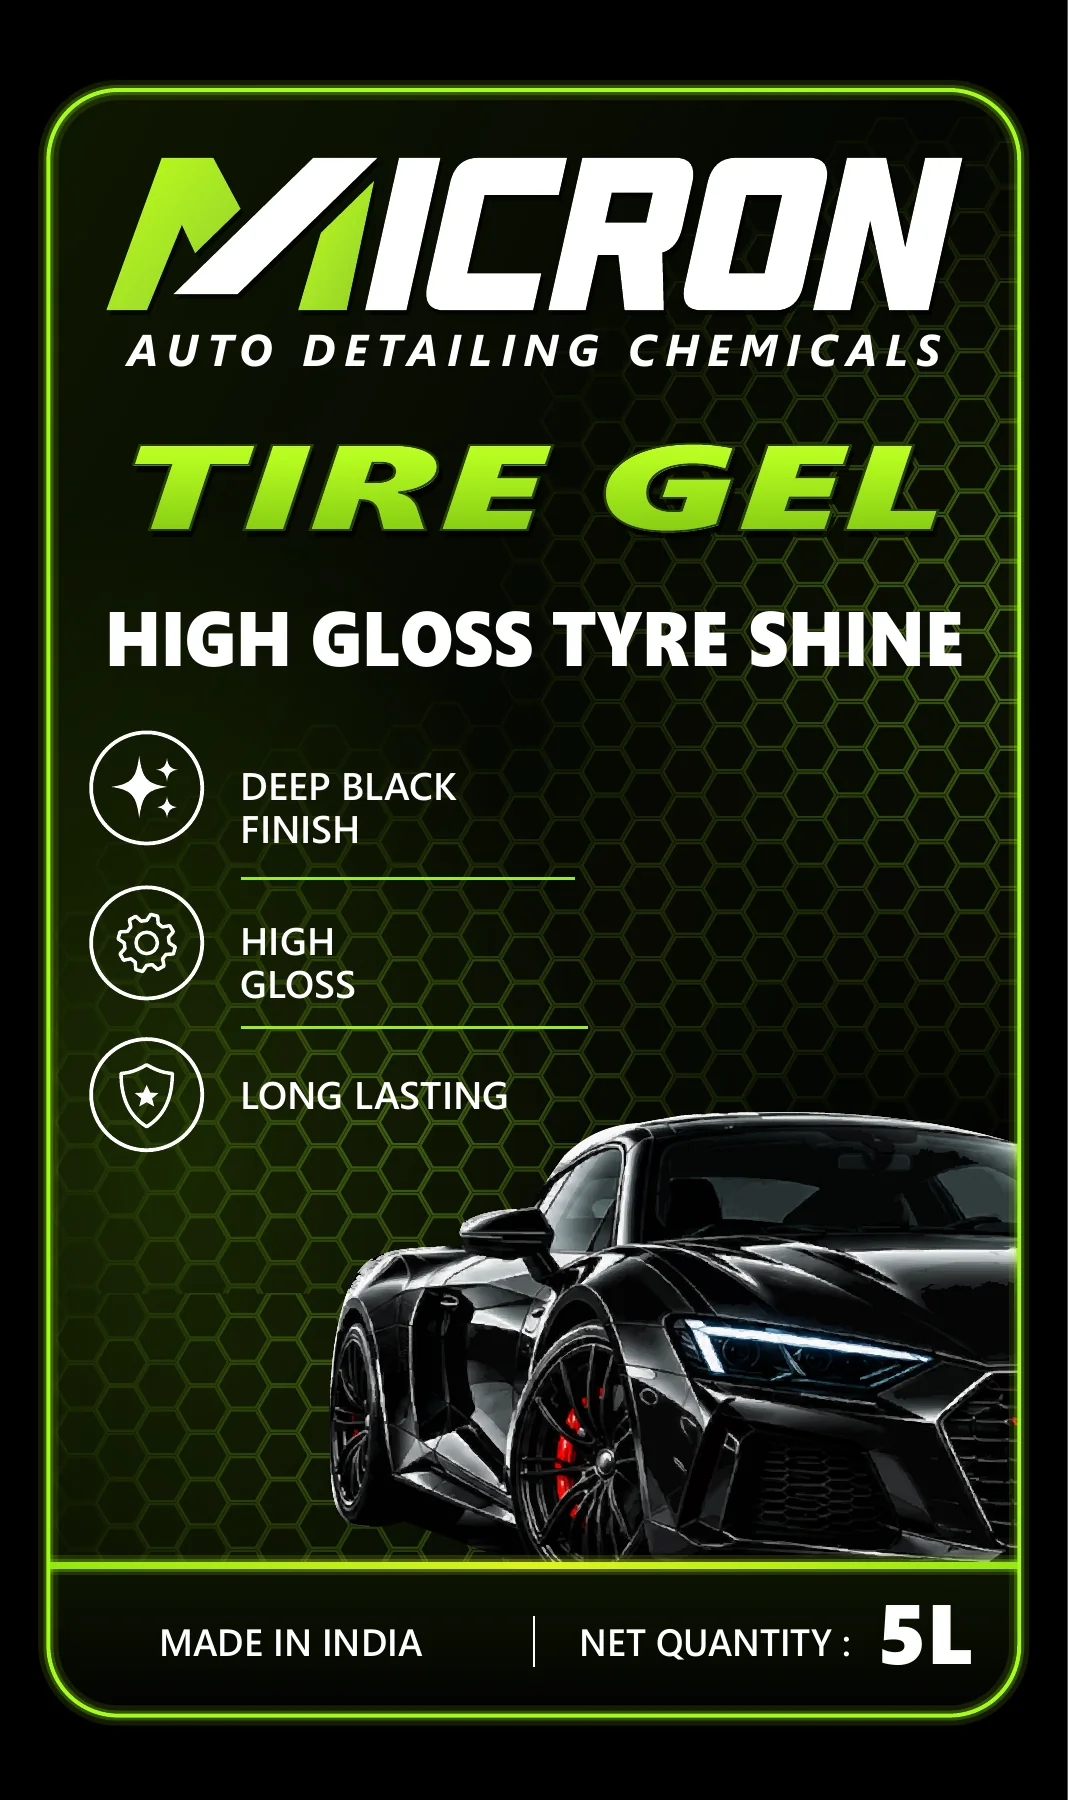 MICRON
AUTO DETAILING CHEMICALS
TIRE GEL
HIGH GLOSS TYRE SHINE
DEEP BLACK
FINISH
HIGH
GLOSS
LONG LASTING
MADE IN INDIA
NET QUANTITY : 5L